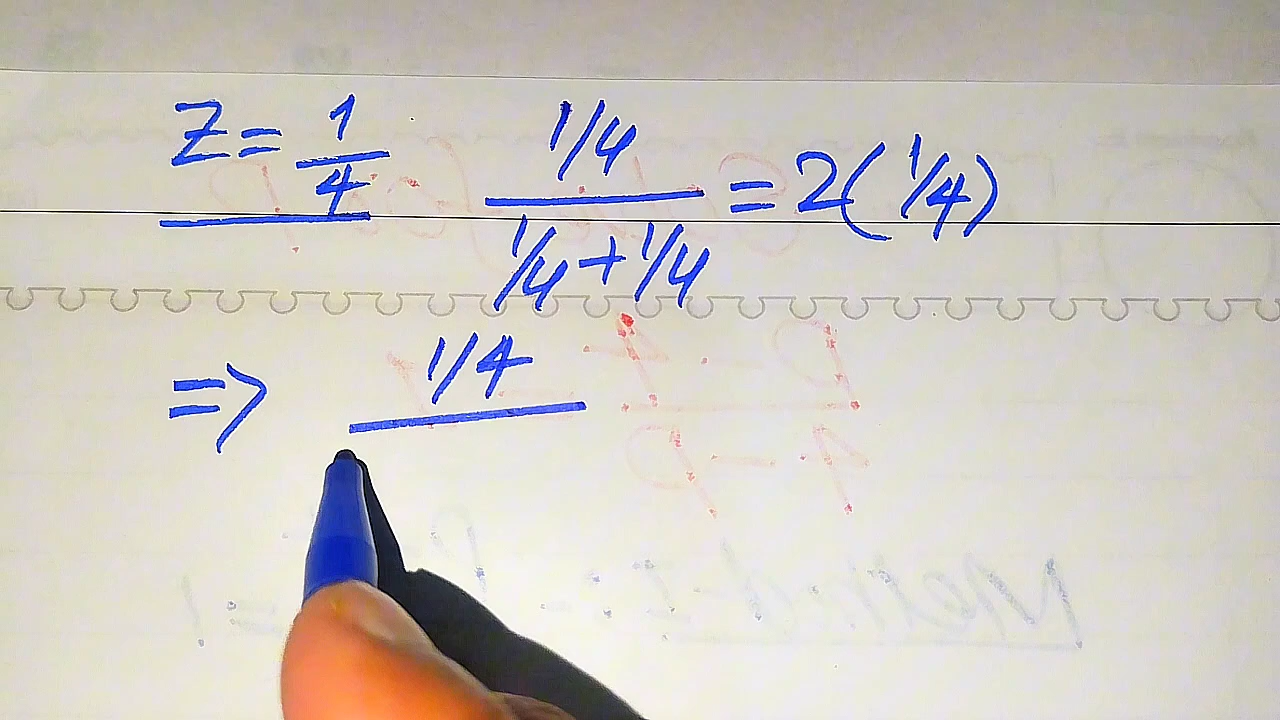 Z = 1/4    (1/4)/(1/4 + 1/4) = 2(1/4)
=> 1/4